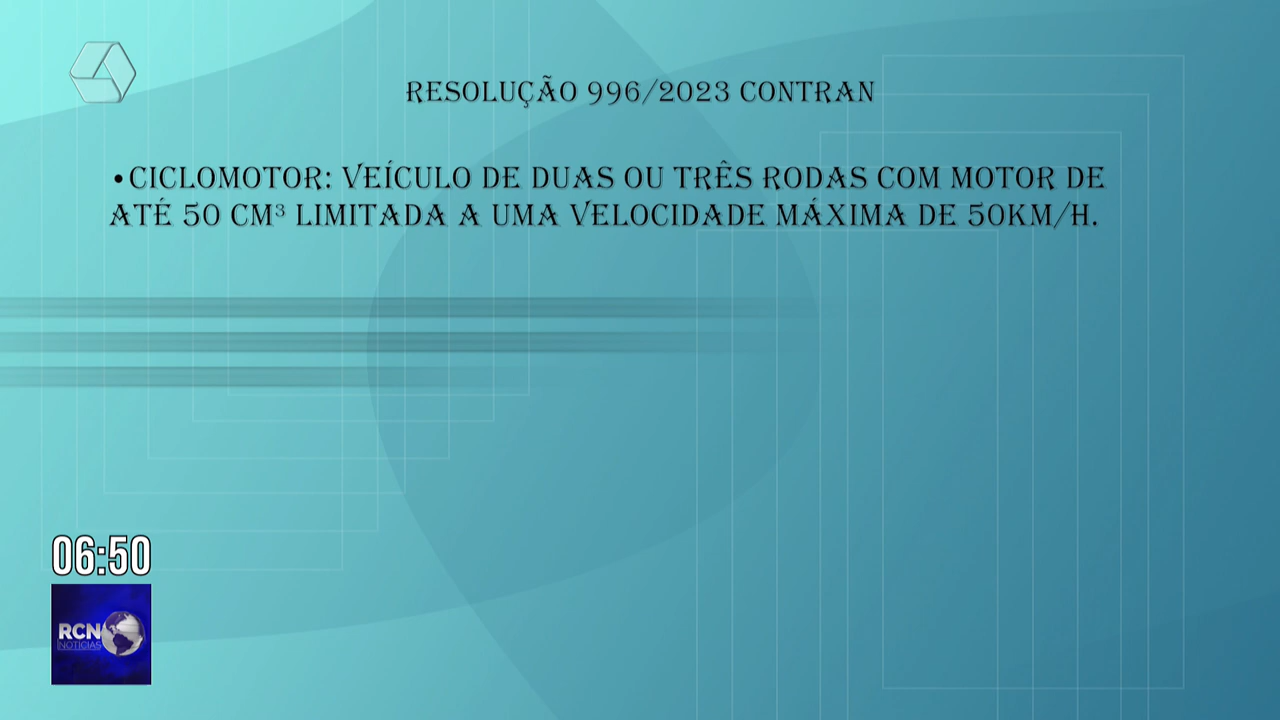 RESOLUÇÃO 996/2023 CONTRAN
•CICLOMOTOR: VEÍCULO DE DUAS OU TRÊS RODAS COM MOTOR DE
ATÉ 50 CM³ LIMITADA A UMA VELOCIDADE MÁXIMA DE 50KM/H.
06:50
RCN
NOTÍCIAS